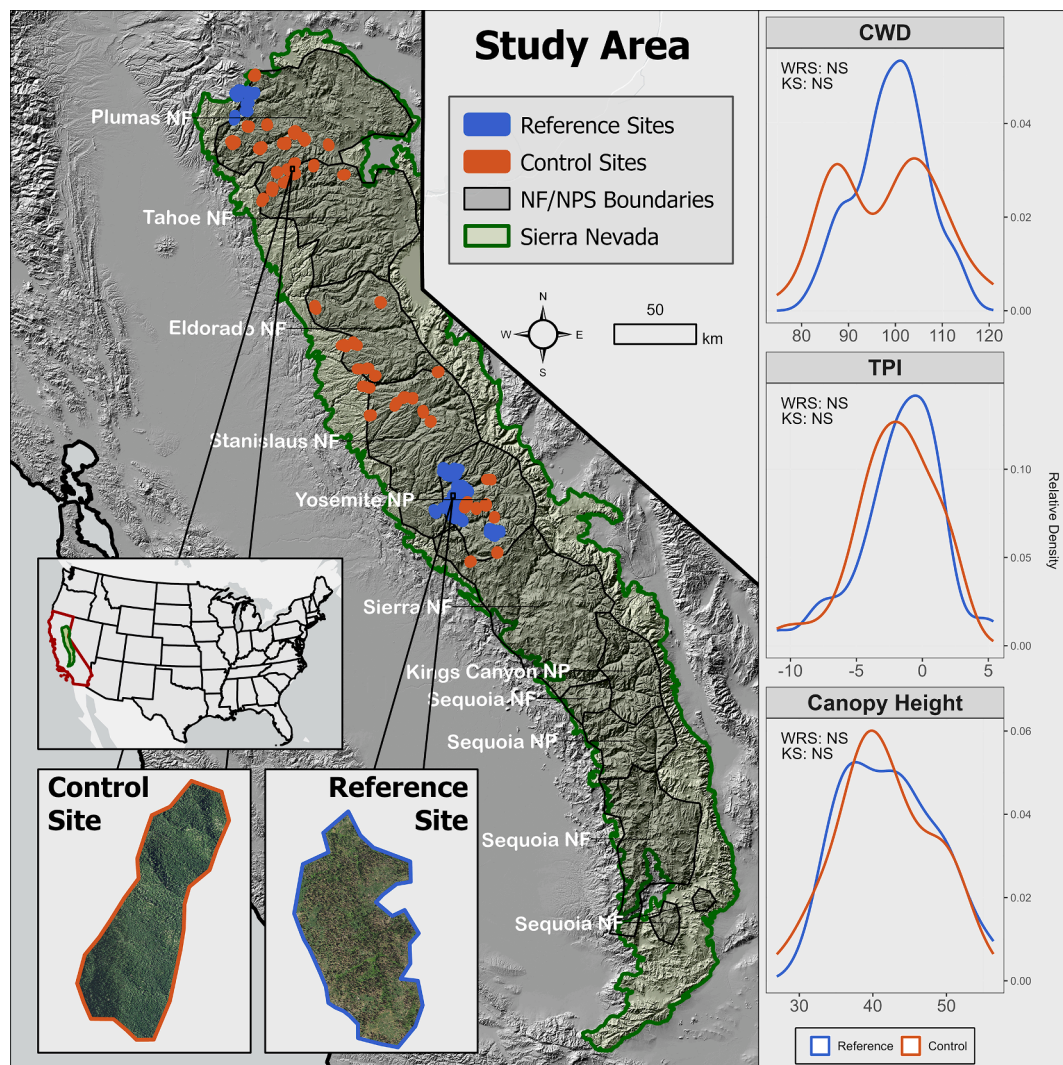 Study Area
Reference Sites
Control Sites
NF/NPS Boundaries
Sierra Nevada
N
W
E
S
50
km
Plumas NF
Tahoe NF
Eldorado NF
Stanislaus NF
Yosemite NP
Sierra NF
Kings Canyon NP
Sequoia NF
Sequoia NP
Sequoia NF
Sequoia NF
Control
Site
Reference
Site
CWD
WRS: NS
KS: NS
0.04
0.02
0.00
80
90
100
110
120
TPI
WRS: NS
KS: NS
0.10
0.05
0.00
-10
-5
0
5
Relative Density
Canopy Height
WRS: NS
KS: NS
0.06
0.04
0.02
0.00
30
40
50
Reference
Control